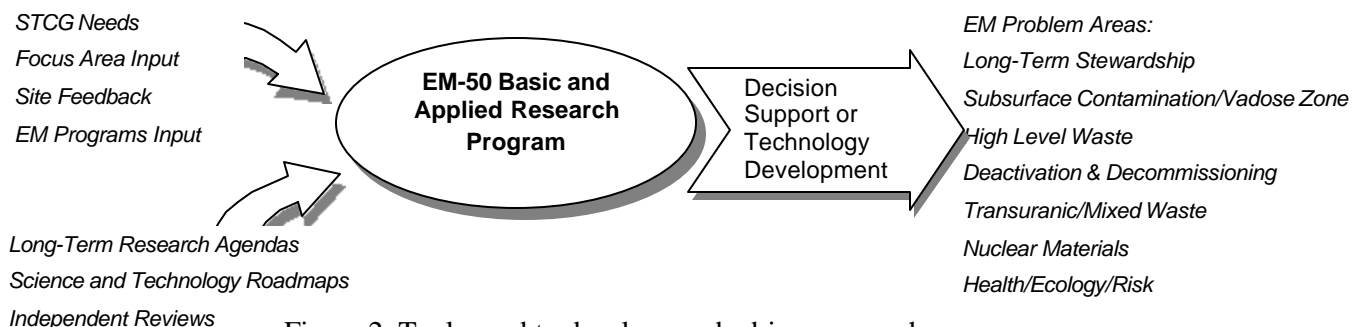 STCG Needs
Focus Area Input
Site Feedback
EM Programs Input
Long-Term Research Agendas
Science and Technology Roadmaps
Independent Reviews
EM-50 Basic and
Applied Research
Program
Decision
Support or
Technology
Development
EM Problem Areas:
Long-Term Stewardship
Subsurface Contamination/Vadose Zone
High Level Waste
Deactivation & Decommissioning
Transuranic/Mixed Waste
Nuclear Materials
Health/Ecology/Risk